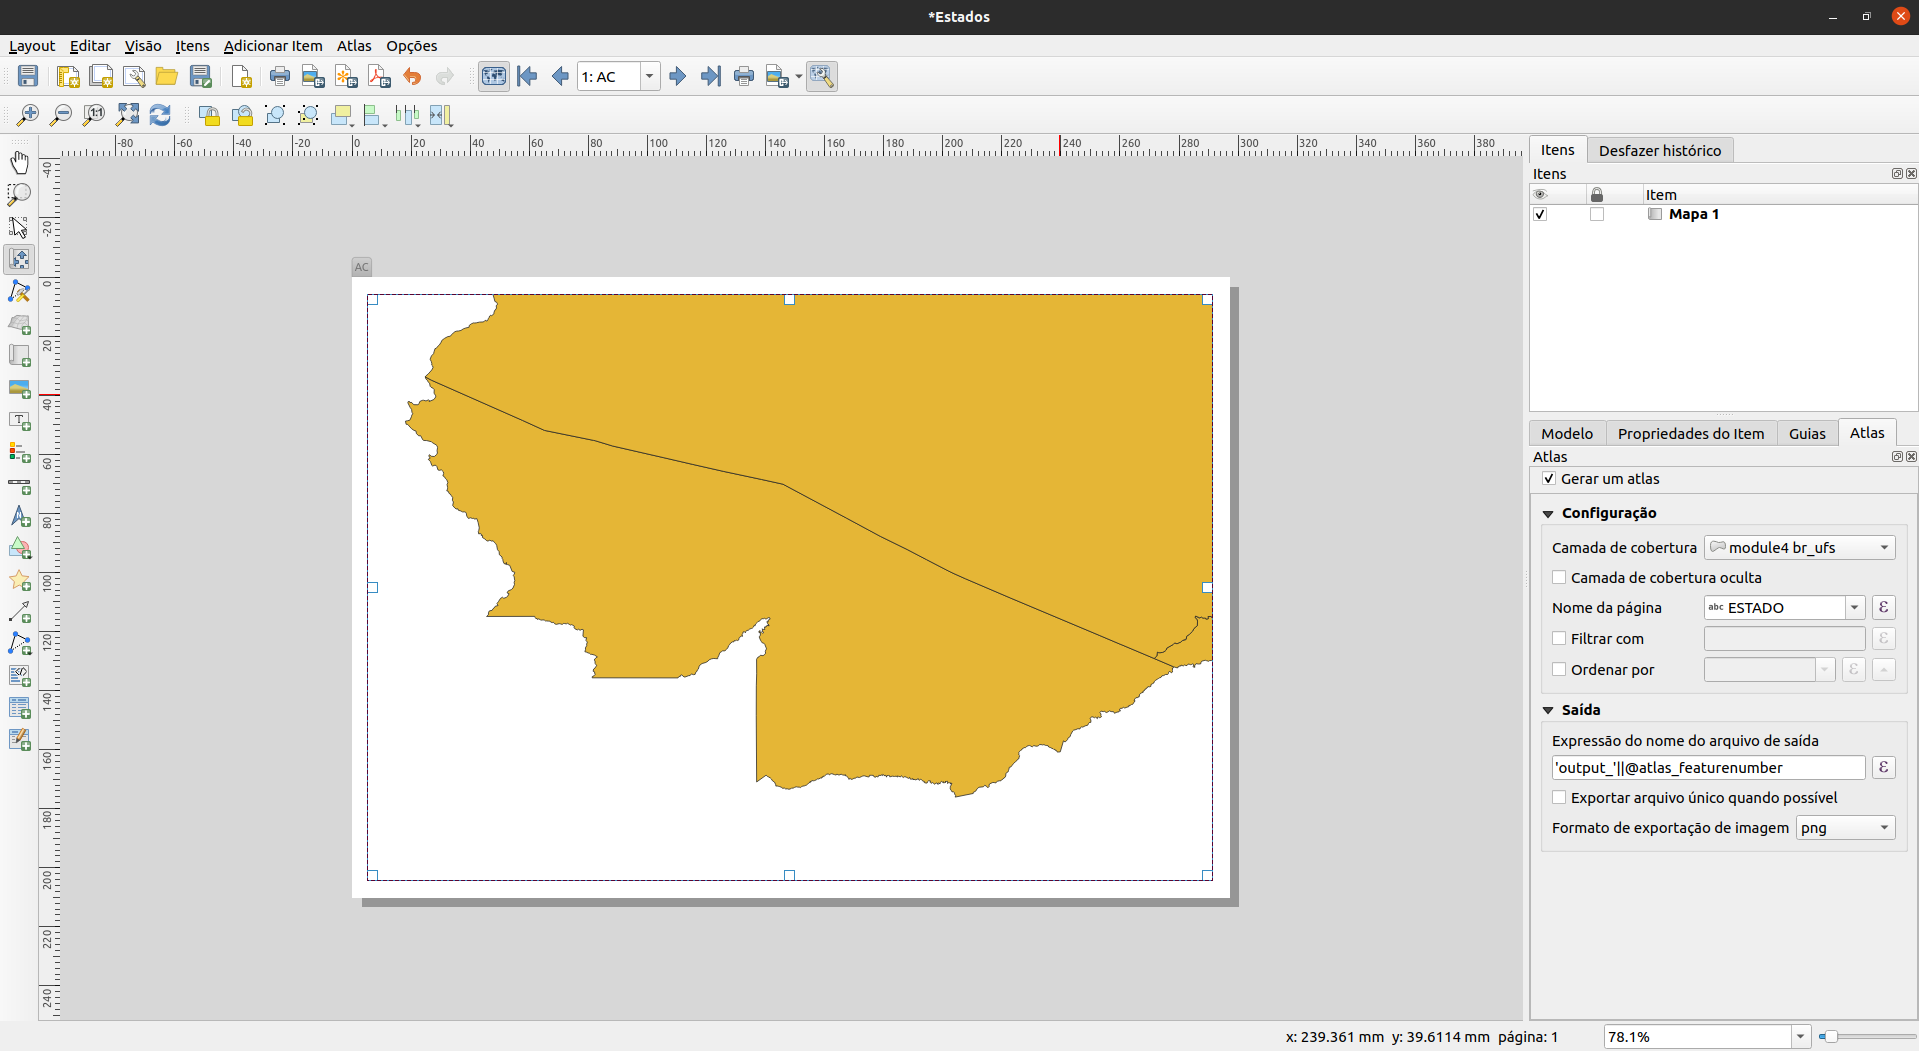 *Estados
Layout Editar Visão Itens Adicionar Item Atlas Opções
1: AC
1:1
-80 -60 -40 -20 0 20 40 60 80 100 120 140 160 180 200 220 240 260 280 300 320 340 360 380
-40
-20
0
20
40
60
80
100
120
140
160
180
200
220
240
AC
Itens Desfazer histórico
Itens
Item
Mapa 1
Modelo Propriedades do Item Guias Atlas
Atlas
Gerar um atlas
Configuração
Camada de cobertura module4 br_ufs
Camada de cobertura oculta
Nome da página abc ESTADO ε
Filtrar com ε
Ordenar por ε
Saída
Expressão do nome do arquivo de saída
'output_'||@atlas_featurenumber ε
Exportar arquivo único quando possível
Formato de exportação de imagem png
x: 239.361 mm y: 39.6114 mm página: 1 78.1%